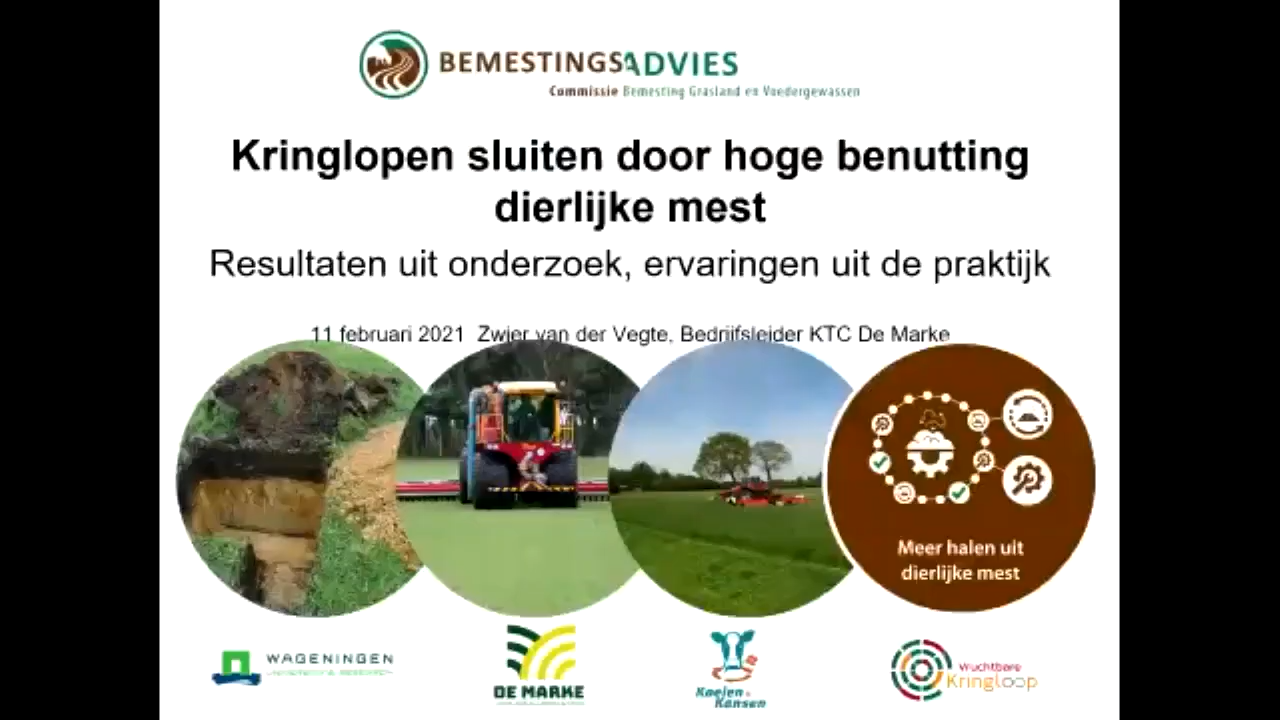 BEMESTINGSADVIES
Commissie Bemesting Grasland en Voedergewassen
Kringlopen sluiten door hoge benutting
dierlijke mest
Resultaten uit onderzoek, ervaringen uit de praktijk
11 februari 2021 Zwier van der Vegte, Bedrijfsleider KTC De Marke
Meer halen uit
dierlijke mest
WAGENINGEN
DE MARKE
Koeien &
Kansen
Vruchtbare
Kringloop